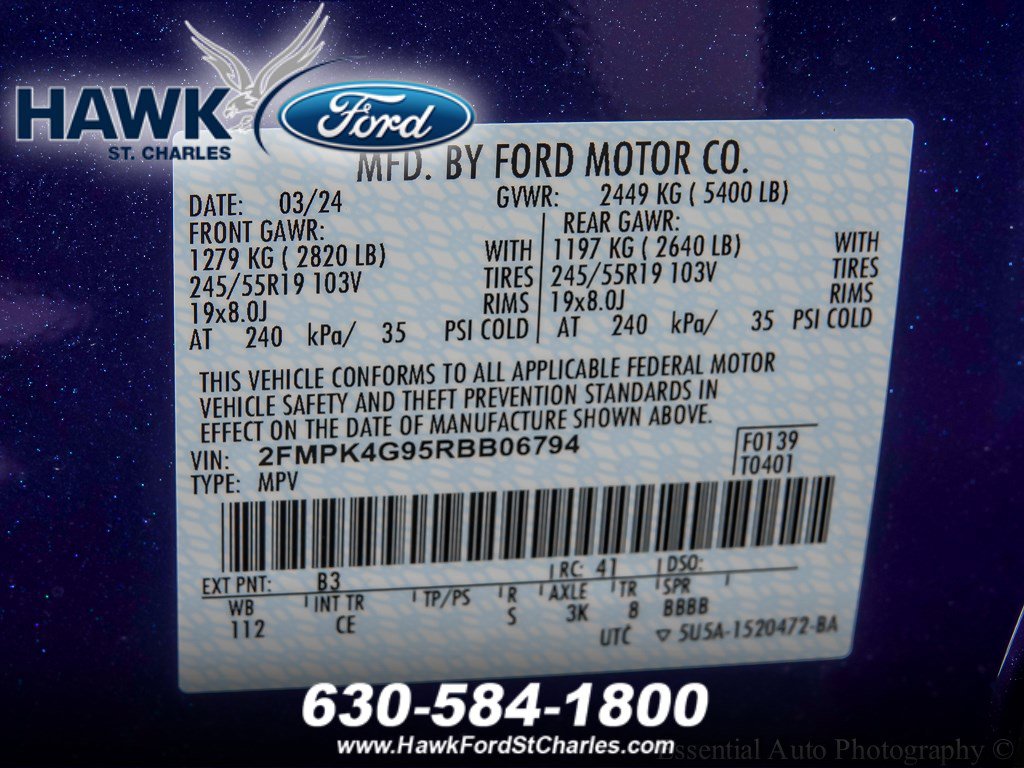 HAWK
ST. CHARLES
Ford
MFD. BY FORD MOTOR CO.
DATE: 03/24 GVWR: 2449 KG ( 5400 LB)
FRONT GAWR: REAR GAWR:
1279 KG ( 2820 LB) WITH 1197 KG ( 2640 LB) WITH
245/55R19 103V TIRES 245/55R19 103V TIRES
19x8.0J RIMS 19x8.0J RIMS
AT 240 kPa/ 35 PSI COLD AT 240 kPa/ 35 PSI COLD
THIS VEHICLE CONFORMS TO ALL APPLICABLE FEDERAL MOTOR
VEHICLE SAFETY AND THEFT PREVENTION STANDARDS IN
EFFECT ON THE DATE OF MANUFACTURE SHOWN ABOVE.
VIN: 2FMPK4G95RBB06794 F0139
TYPE: MPV T0401
EXT PNT: B3 RC: 41 DSO:
WB INT TR TP/PS R AXLE TR SPR
112 CE S 3K 8 BBBB
UTC ▽ 5U5A-1520472-BA
630-584-1800
www.HawkFordStCharles.com
Essential Auto Photography ©